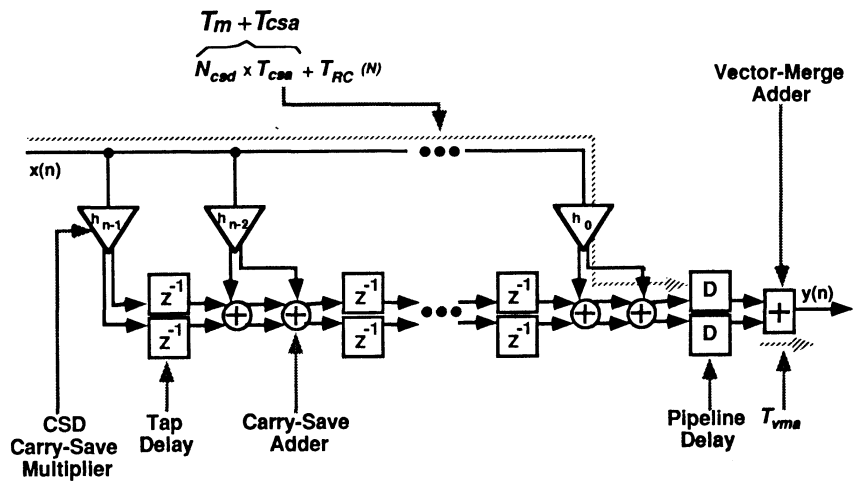 Tm + Tcsa
Ncsd x Tcsa + TRC (N)
Vector-Merge
Adder
x(n)
hn-1
hn-2
h0
z-1
z-1
z-1
z-1
z-1
z-1
D
D
y(n)
CSD
Carry-Save
Multiplier
Tap
Delay
Carry-Save
Adder
Pipeline
Delay
Tvma